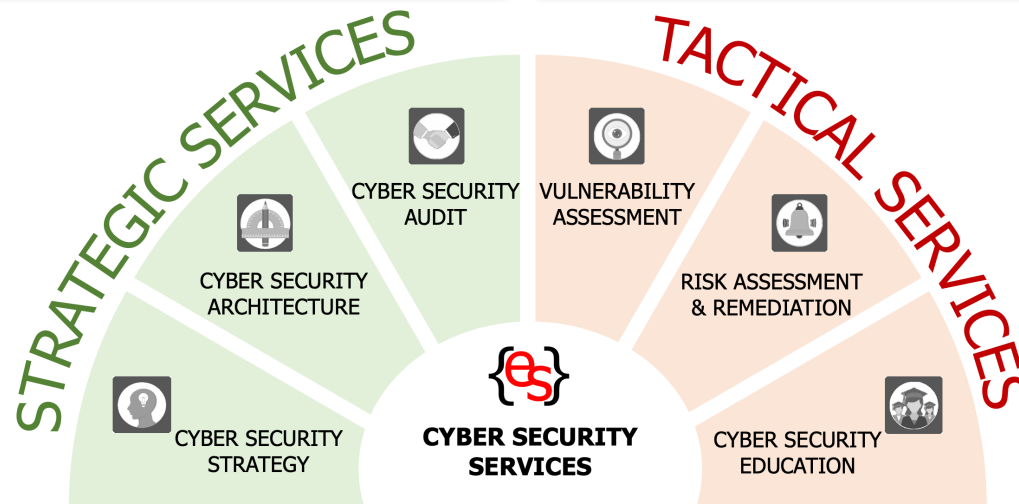 STRATEGIC SERVICES
TACTICAL SERVICES
CYBER SECURITY
AUDIT
VULNERABILITY
ASSESSMENT
CYBER SECURITY
ARCHITECTURE
RISK ASSESSMENT
& REMEDIATION
CYBER SECURITY
STRATEGY
{es}
CYBER SECURITY
SERVICES
CYBER SECURITY
EDUCATION